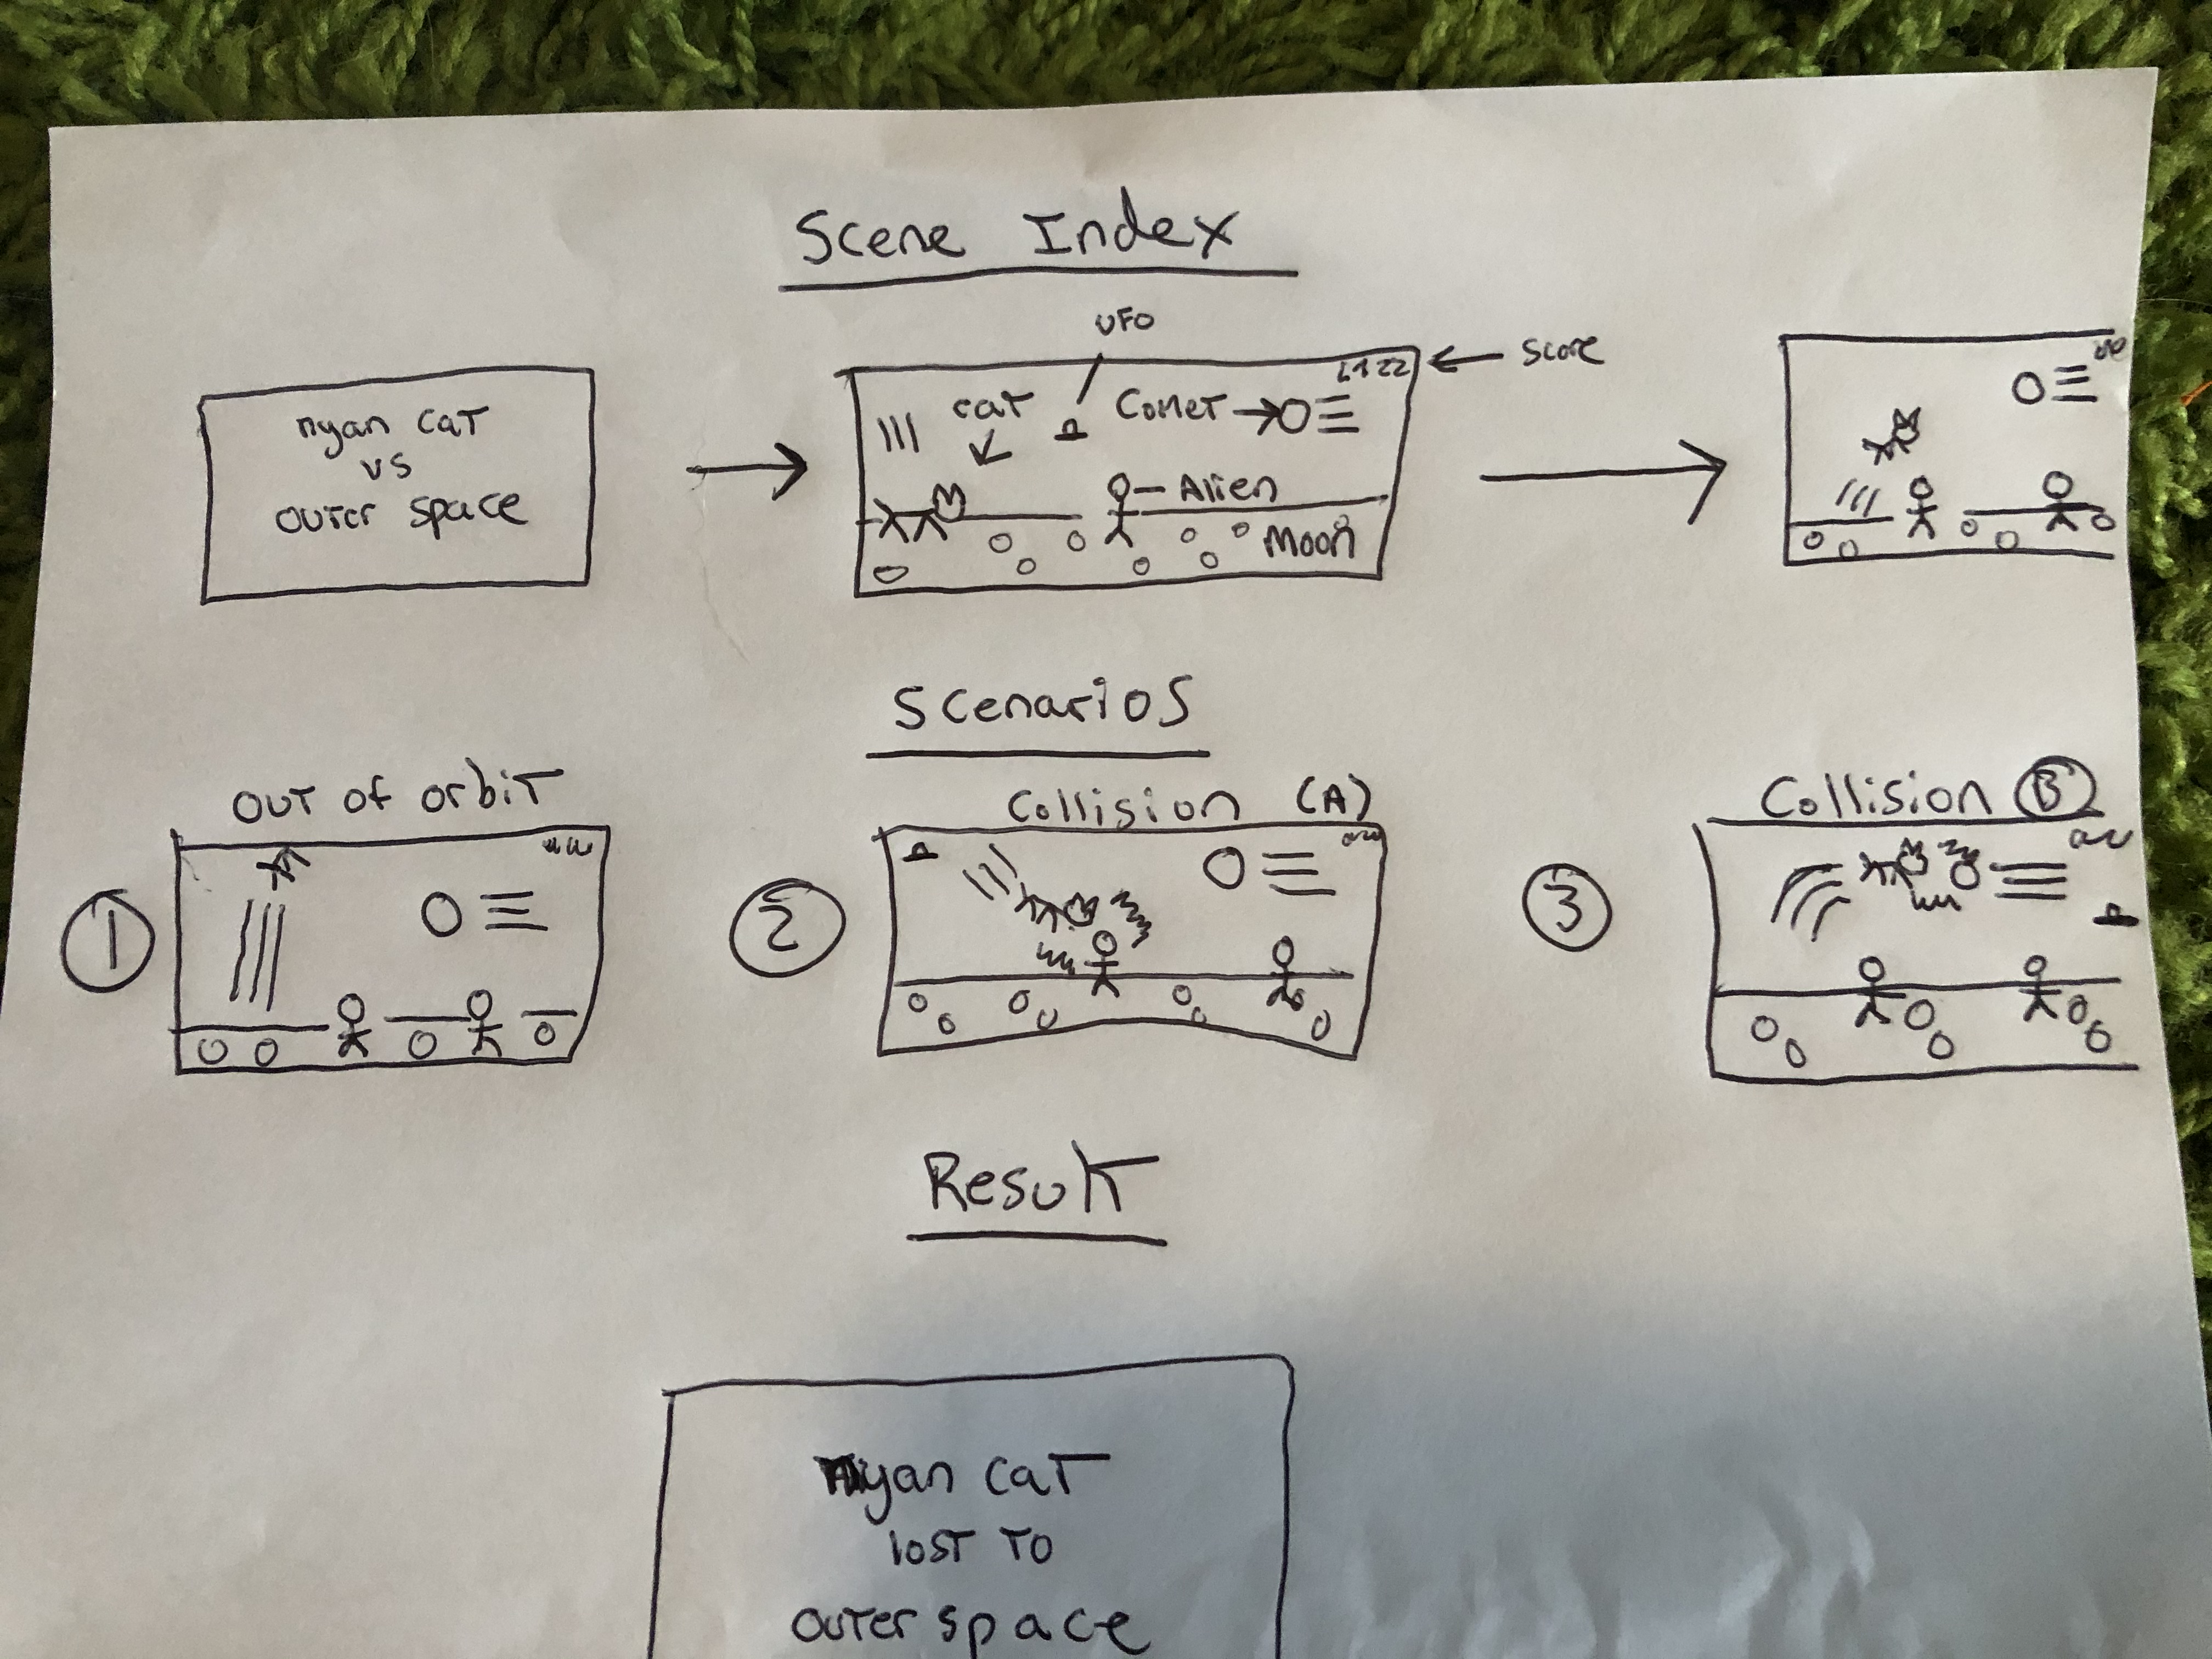 Scene Index
nyan cat
vs
outer space
UFO
← score
cat
Comet →
Alien
Moon
Scenarios
①
out of orbit
②
Collision (A)
③
Collision Ⓑ
Result
nyan cat
lost to
outer space